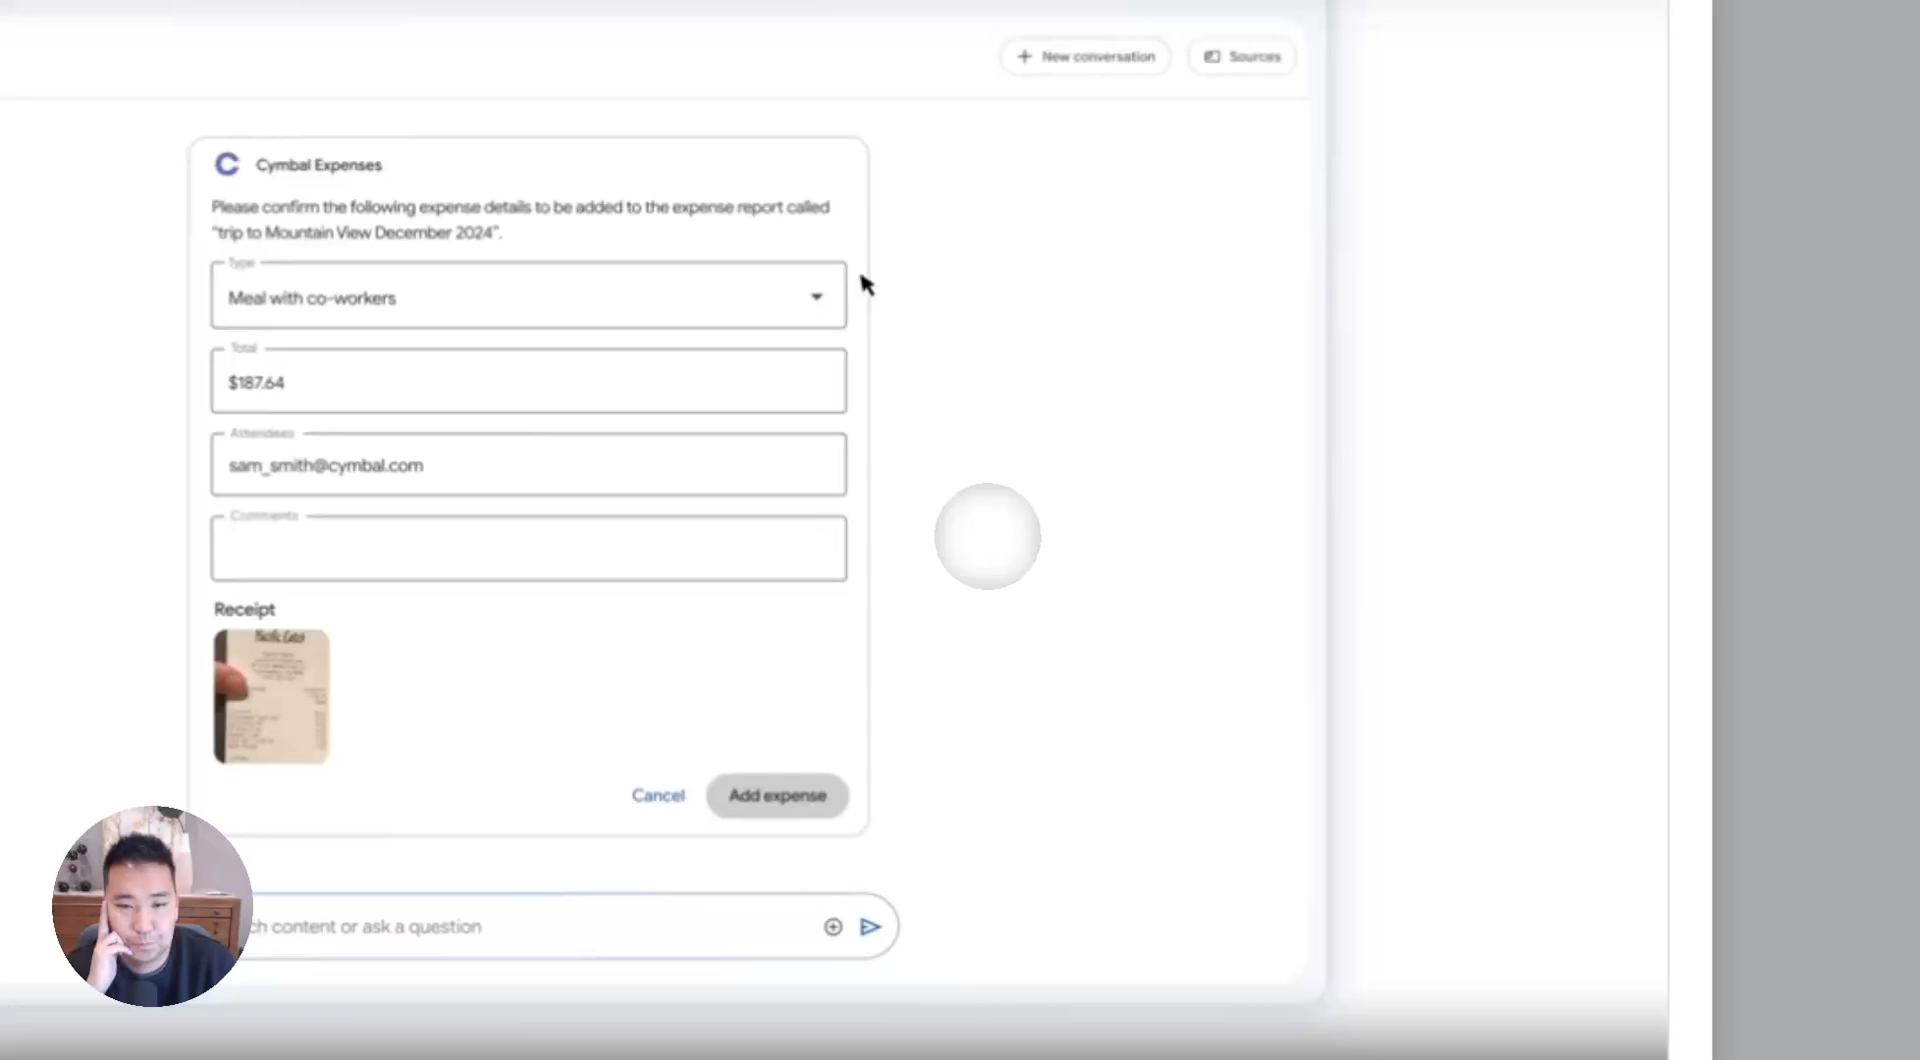 New conversation
Sources
Cymbal Expenses
Please confirm the following expense details to be added to the expense report called
"trip to Mountain View December 2024".
Type
Meal with co-workers
Total
$187.64
Attendees
sam_smith@cymbal.com
Comments
Receipt
Pacific Catch
Cancel
Add expense
ch content or ask a question